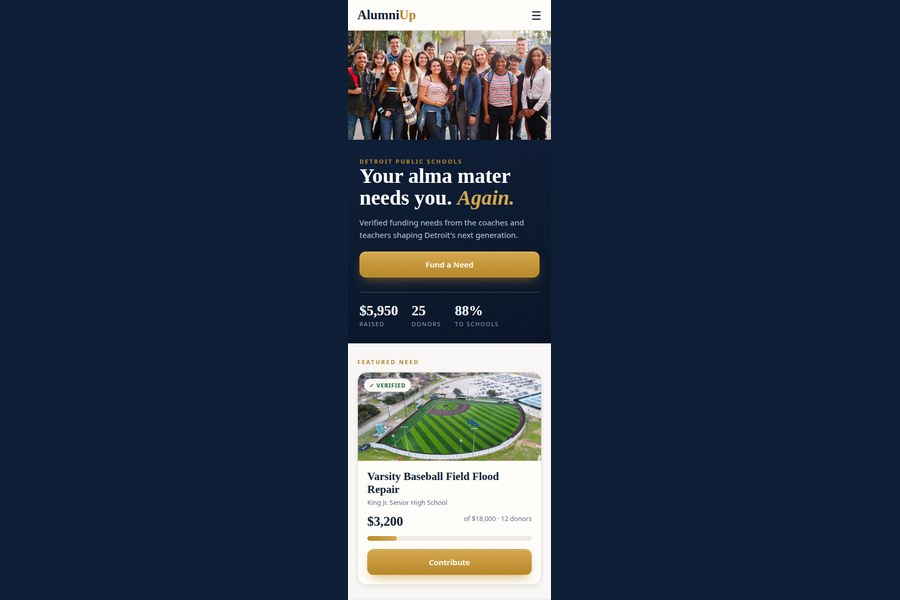 AlumniUp
DETROIT PUBLIC SCHOOLS
Your alma mater
needs you. Again.
Verified funding needs from the coaches and
teachers shaping Detroit's next generation.
Fund a Need
$5,950 25 88%
RAISED DONORS TO SCHOOLS
FEATURED NEED
✓ VERIFIED
Varsity Baseball Field Flood
Repair
King Jr. Senior High School
$3,200 of $18,000 · 12 donors
Contribute